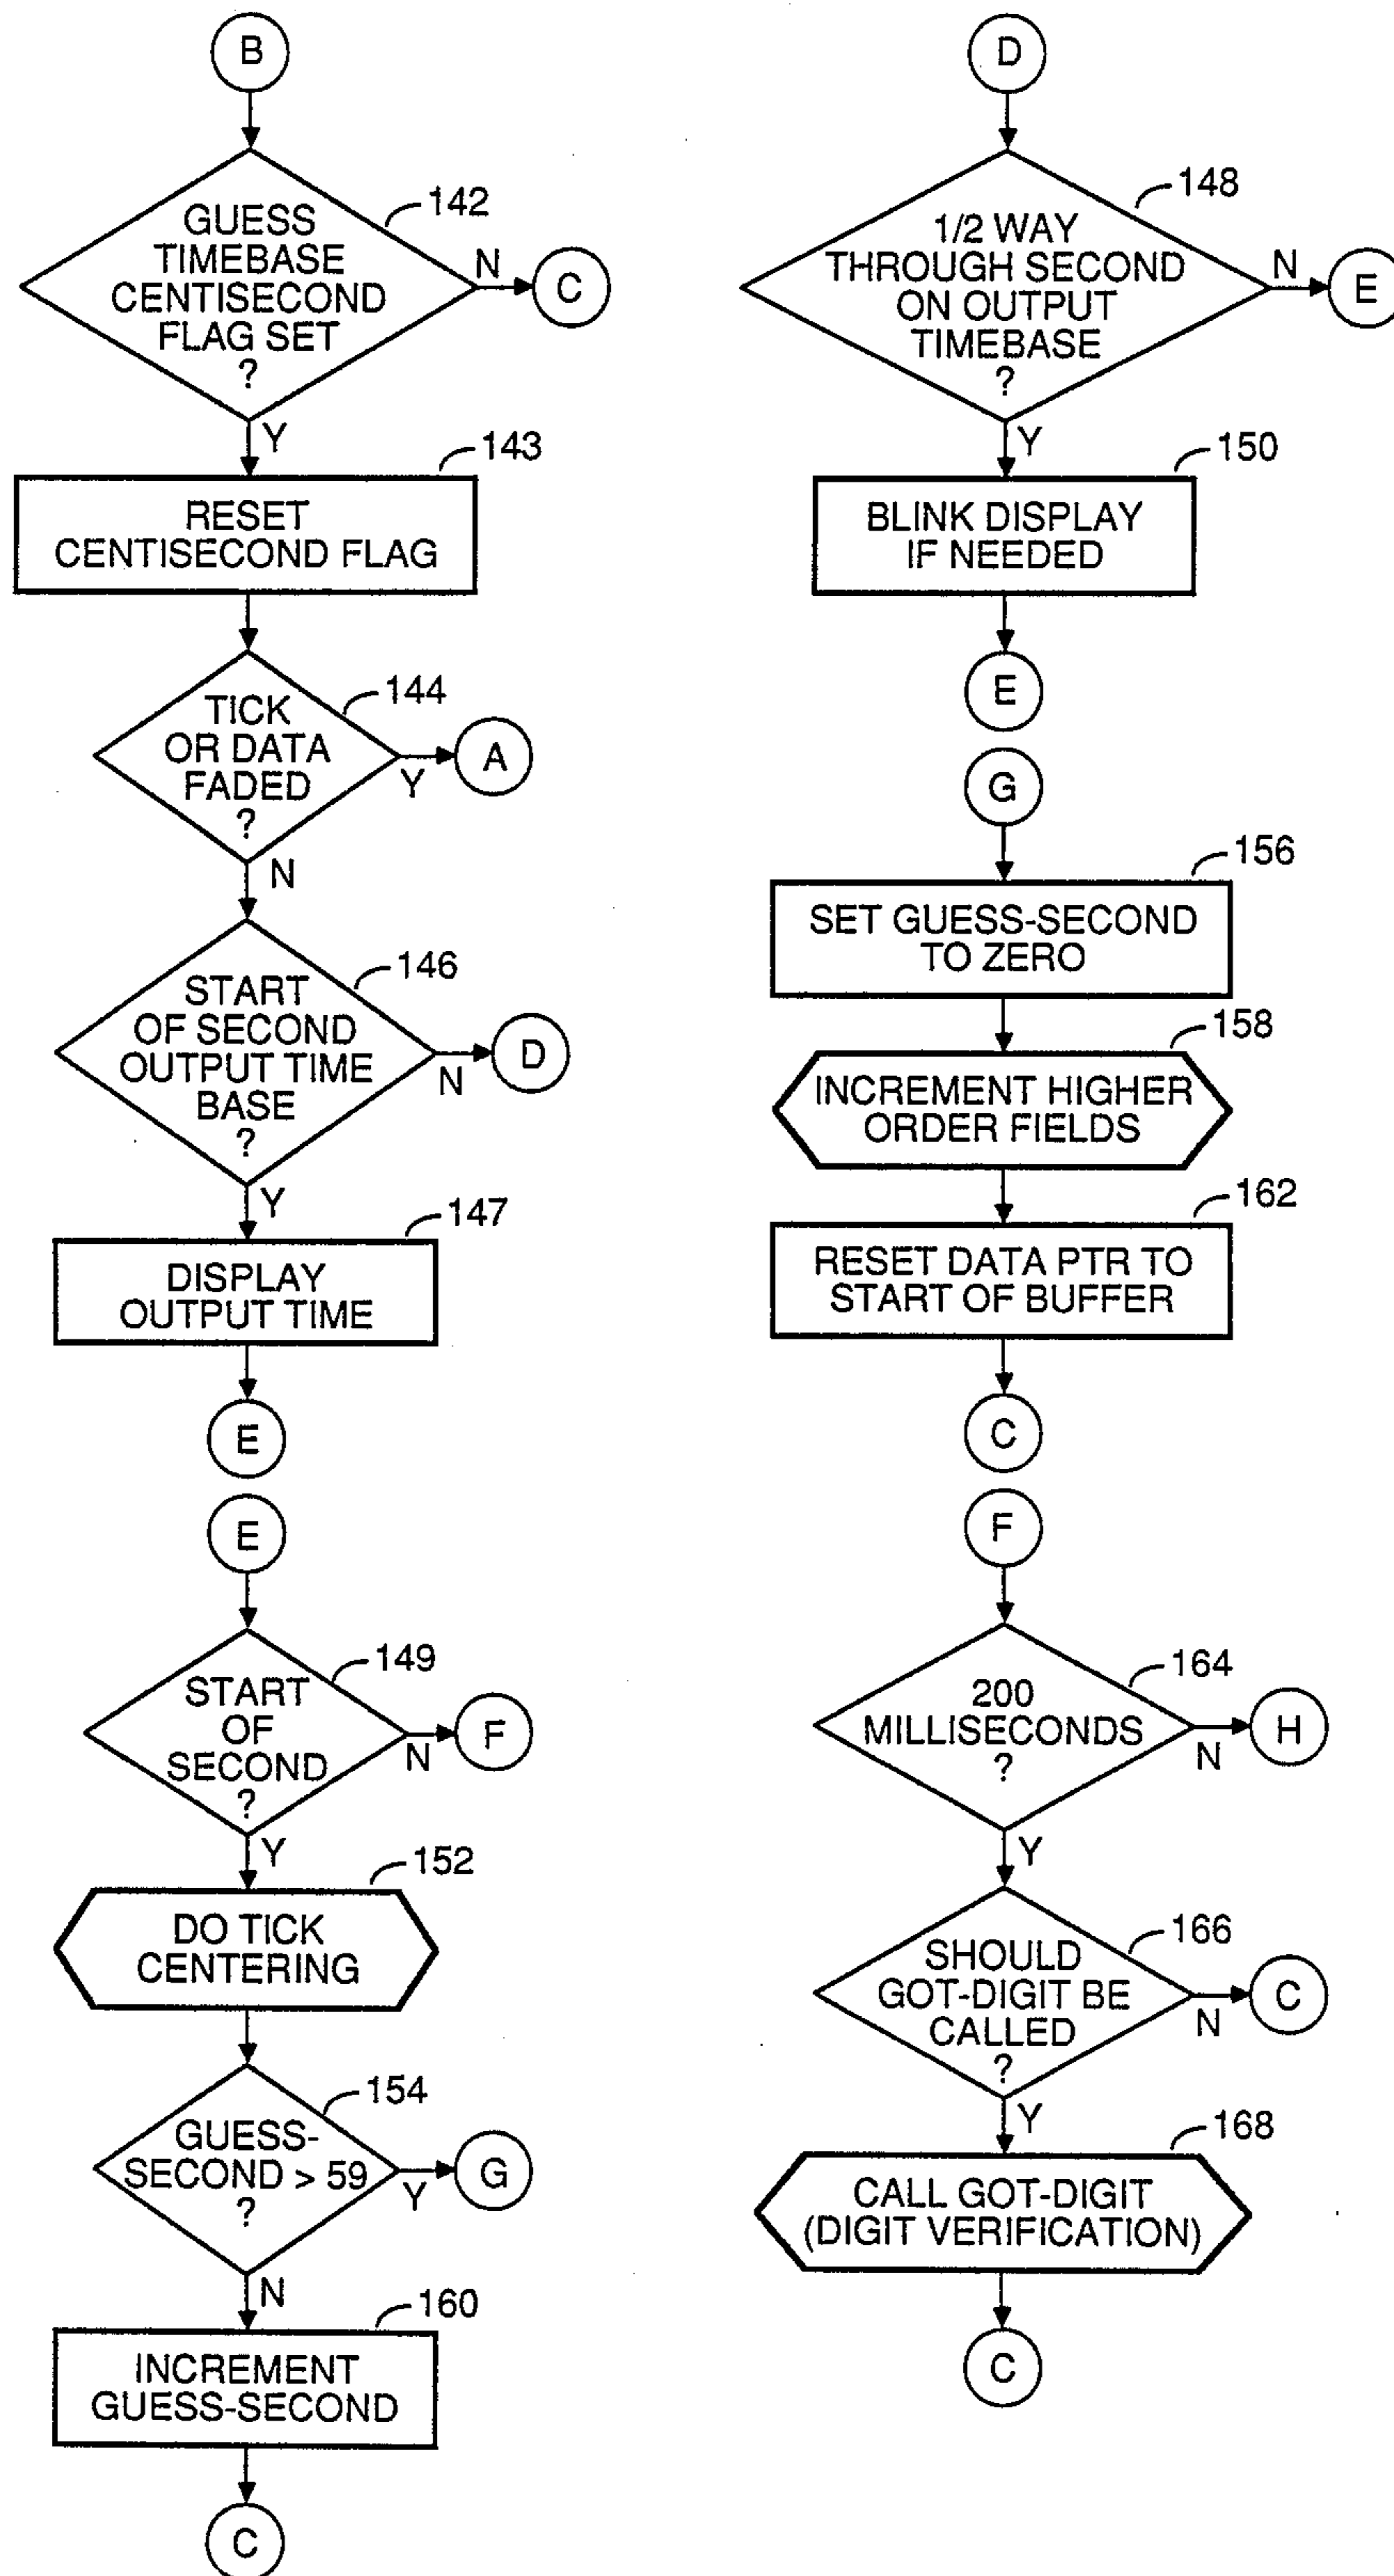 B
142
GUESS
TIMEBASE
CENTISECOND
FLAG SET
?
N
C
Y
143
RESET
CENTISECOND FLAG
144
TICK
OR DATA
FADED
?
Y
A
N
146
START
OF SECOND
OUTPUT TIME
BASE
?
N
D
Y
147
DISPLAY
OUTPUT TIME
E
E
149
START
OF
SECOND
?
N
F
Y
152
DO TICK
CENTERING
154
GUESS-
SECOND > 59
?
Y
G
N
160
INCREMENT
GUESS-SECOND
C
D
148
1/2 WAY
THROUGH SECOND
ON OUTPUT
TIMEBASE
?
N
E
Y
150
BLINK DISPLAY
IF NEEDED
E
G
156
SET GUESS-SECOND
TO ZERO
158
INCREMENT HIGHER
ORDER FIELDS
162
RESET DATA PTR TO
START OF BUFFER
C
F
164
200
MILLISECONDS
?
N
H
Y
166
SHOULD
GOT-DIGIT BE
CALLED
?
N
C
Y
168
CALL GOT-DIGIT
(DIGIT VERIFICATION)
C